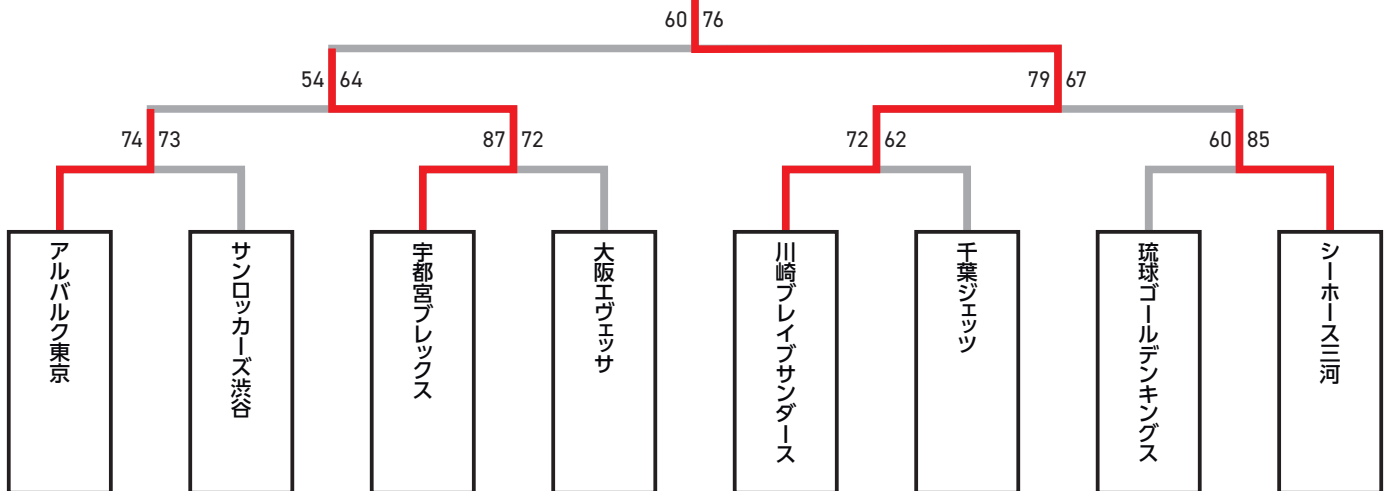 60 76
54 64
79 67
74 73
87 72
72 62
60 85
アルバルク東京
サンロッカーズ渋谷
宇都宮ブレックス
大阪エヴェッサ
川崎ブレイブサンダース
千葉ジェッツ
琉球ゴールデンキングス
シーホース三河